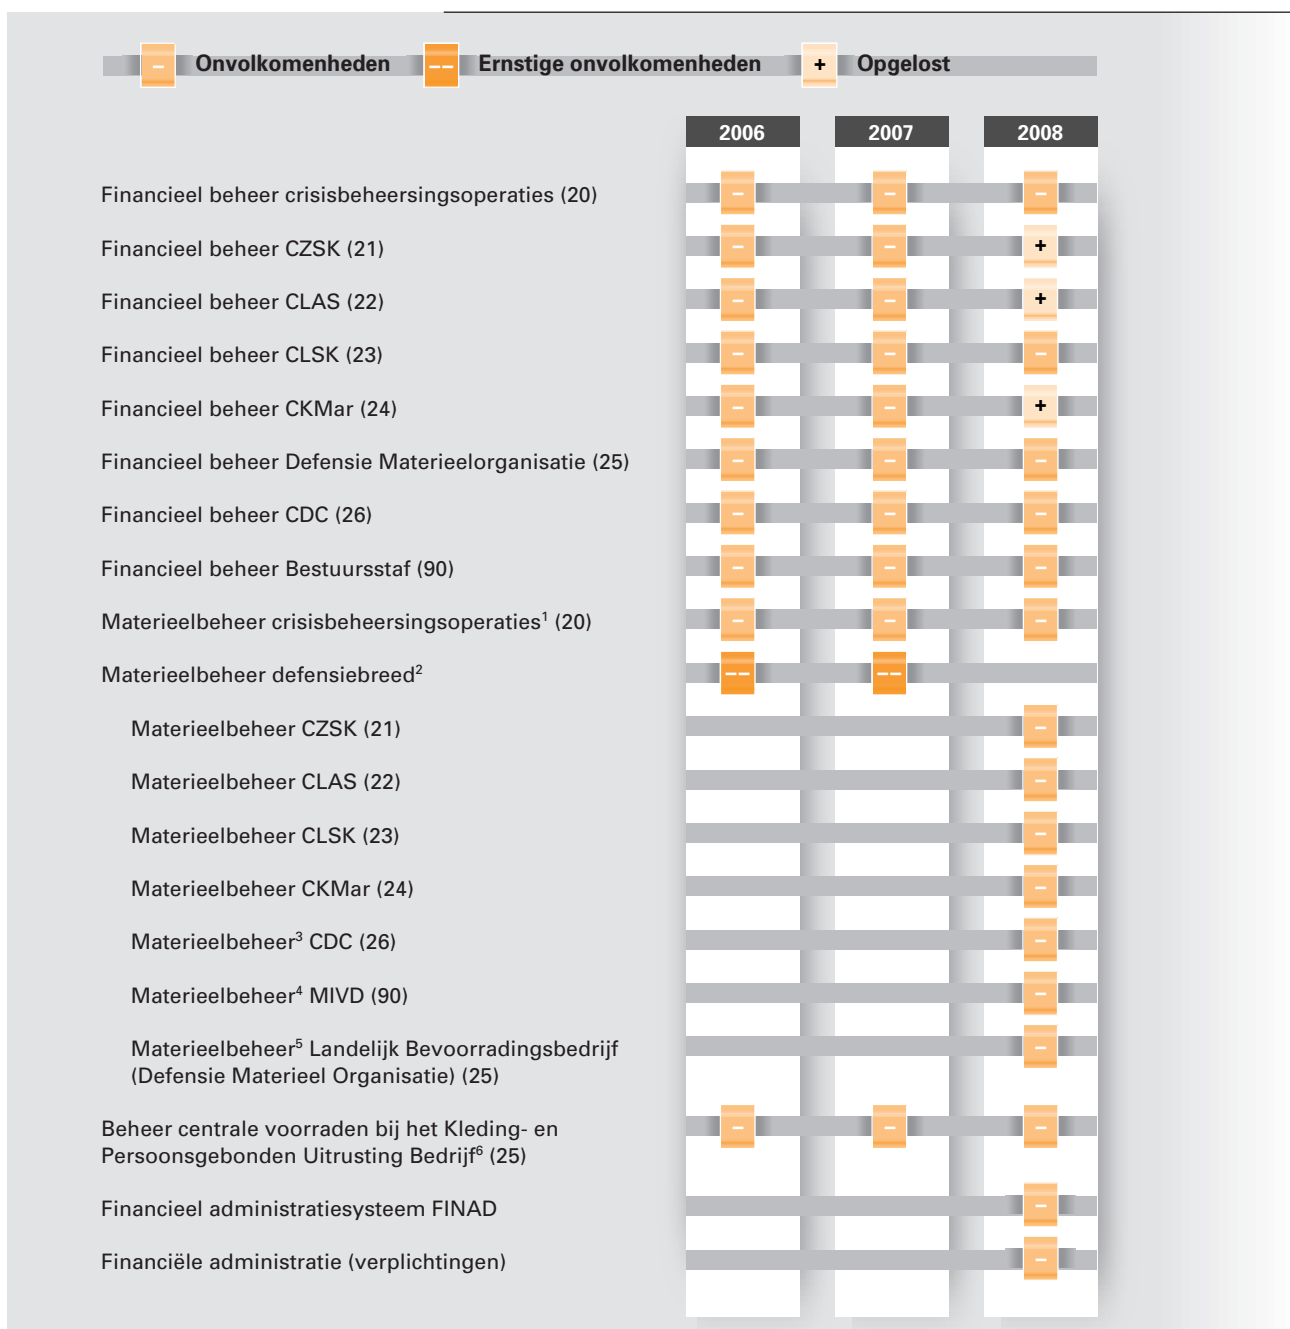 – Onvolkomenheden –– Ernstige onvolkomenheden + Opgelost
2006 2007 2008
Financieel beheer crisisbeheersingsoperaties (20) – – –
Financieel beheer CZSK (21) – – +
Financieel beheer CLAS (22) – – +
Financieel beheer CLSK (23) – – –
Financieel beheer CKMar (24) – – +
Financieel beheer Defensie Materieelorganisatie (25) – – –
Financieel beheer CDC (26) – – –
Financieel beheer Bestuursstaf (90) – – –
Materieelbeheer crisisbeheersingsoperaties¹ (20) – – –
Materieelbeheer defensiebreed² –– ––
Materieelbeheer CZSK (21) –
Materieelbeheer CLAS (22) –
Materieelbeheer CLSK (23) –
Materieelbeheer CKMar (24) –
Materieelbeheer³ CDC (26) –
Materieelbeheer⁴ MIVD (90) –
Materieelbeheer⁵ Landelijk Bevoorradingsbedrijf –
(Defensie Materieel Organisatie) (25)
Beheer centrale voorraden bij het Kleding- en – – –
Persoonsgebonden Uitrusting Bedrijf⁶ (25)
Financieel administratiesysteem FINAD –
Financiële administratie (verplichtingen) –